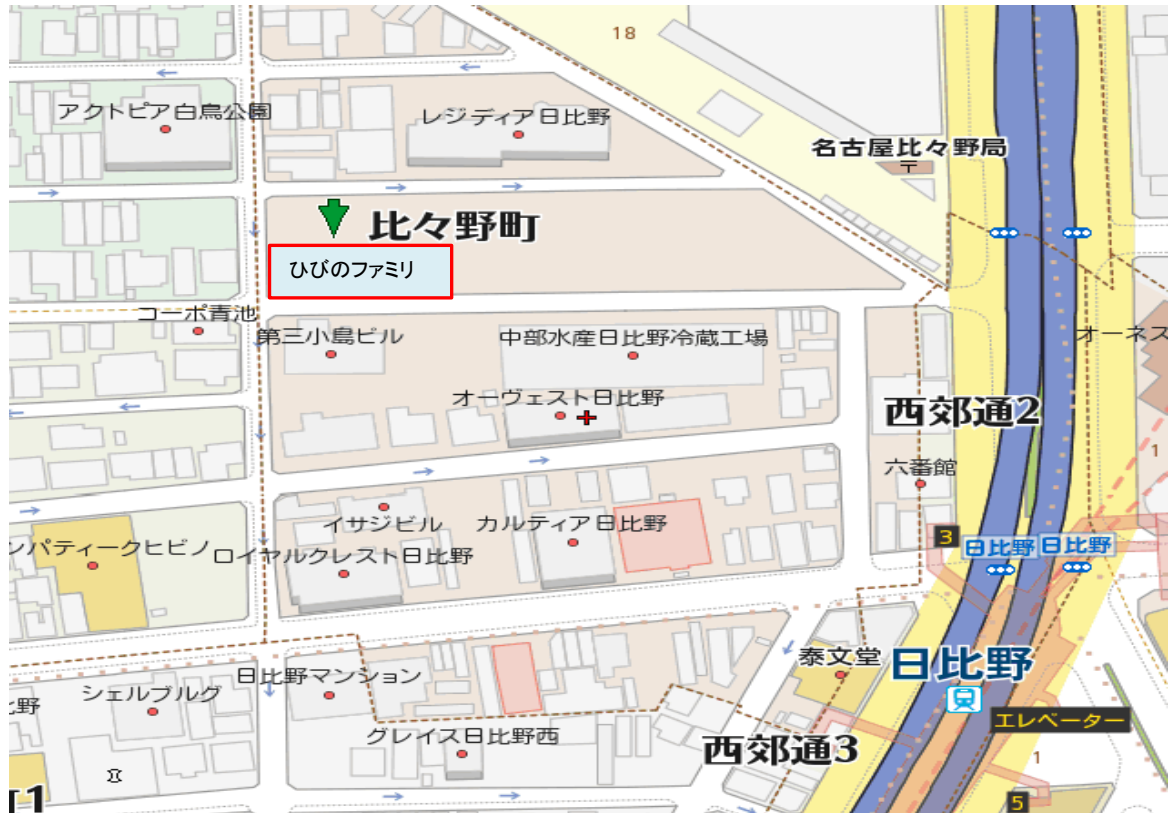 18
アクトピア白鳥公園
レジディア日比野
名古屋比々野局
比々野町
ひびのファミリ
コーポ青池
第三小島ビル
中部水産日比野冷蔵工場
オーネス
オーヴェスト日比野
西郊通2
1
六番館
イサジビル
カルティア日比野
3
日比野
日比野
ンパティークヒビノ
ロイヤルクレスト日比野
泰文堂
日比野
日比野マンション
シェルブルグ
野
エレベーター
グレイス日比野西
西郊通3
1
1
5